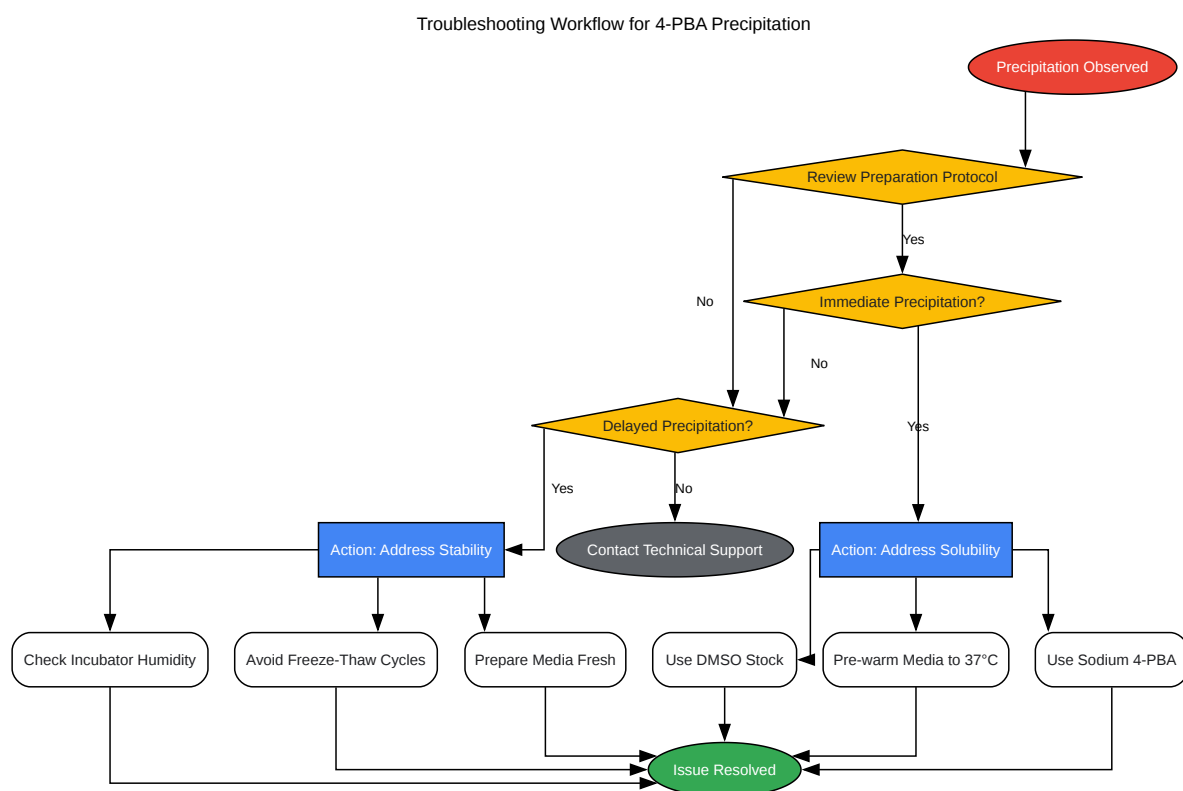 Troubleshooting Workflow for 4-PBA Precipitation
Precipitation Observed
Review Preparation Protocol
Yes
No
Immediate Precipitation?
No
Yes
Delayed Precipitation?
Yes
No
Action: Address Stability
Contact Technical Support
Action: Address Solubility
Check Incubator Humidity
Avoid Freeze-Thaw Cycles
Prepare Media Fresh
Use DMSO Stock
Pre-warm Media to 37°C
Use Sodium 4-PBA
Issue Resolved